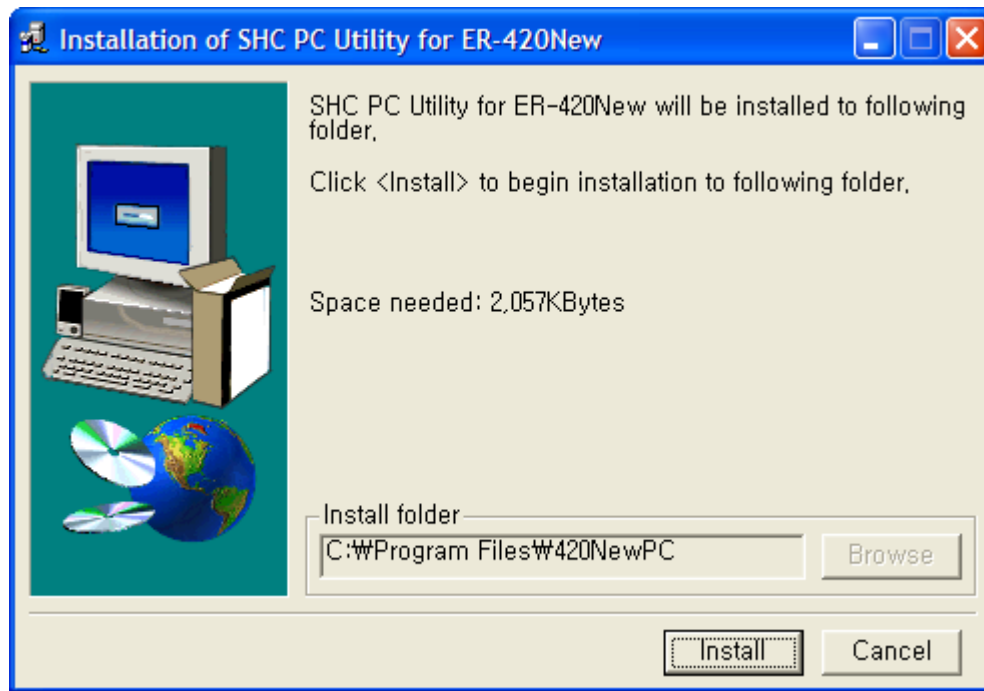 Installation of SHC PC Utility for ER-420New
SHC PC Utility for ER-420New will be installed to following
folder,
Click <Install> to begin installation to following folder,
Space needed: 2,057KBytes
Install folder
C:₩Program Files₩420NewPC
Browse
Install
Cancel